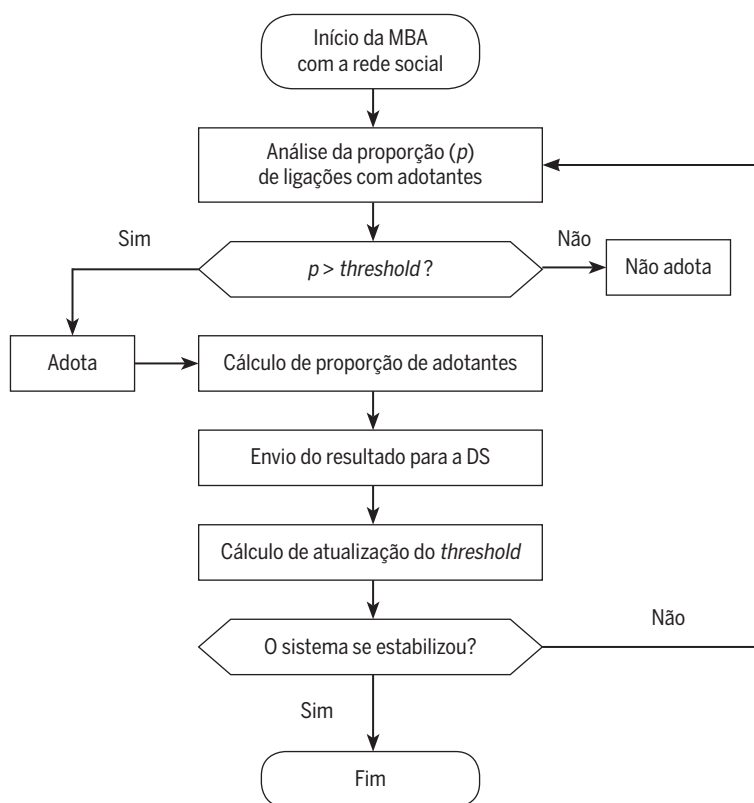 Início da MBA
com a rede social
Análise da proporção (p)
de ligações com adotantes
Sim
Não
p > threshold ?
Não adota
Adota
Cálculo de proporção de adotantes
Envio do resultado para a DS
Cálculo de atualização do threshold
Não
O sistema se estabilizou?
Sim
Fim